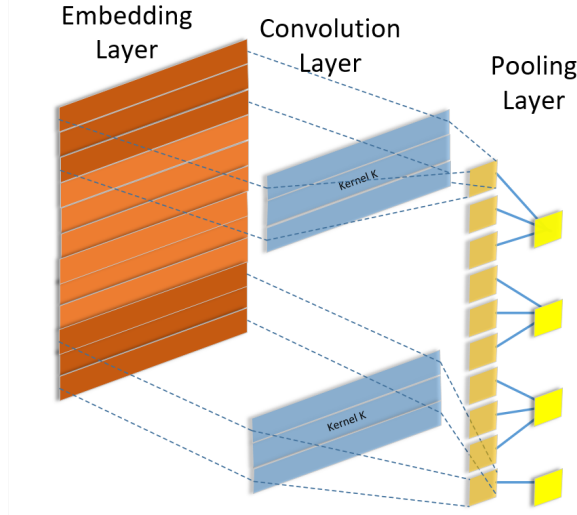 Embedding
Layer
Convolution
Layer
Pooling
Layer
Kernel K
Kernel K